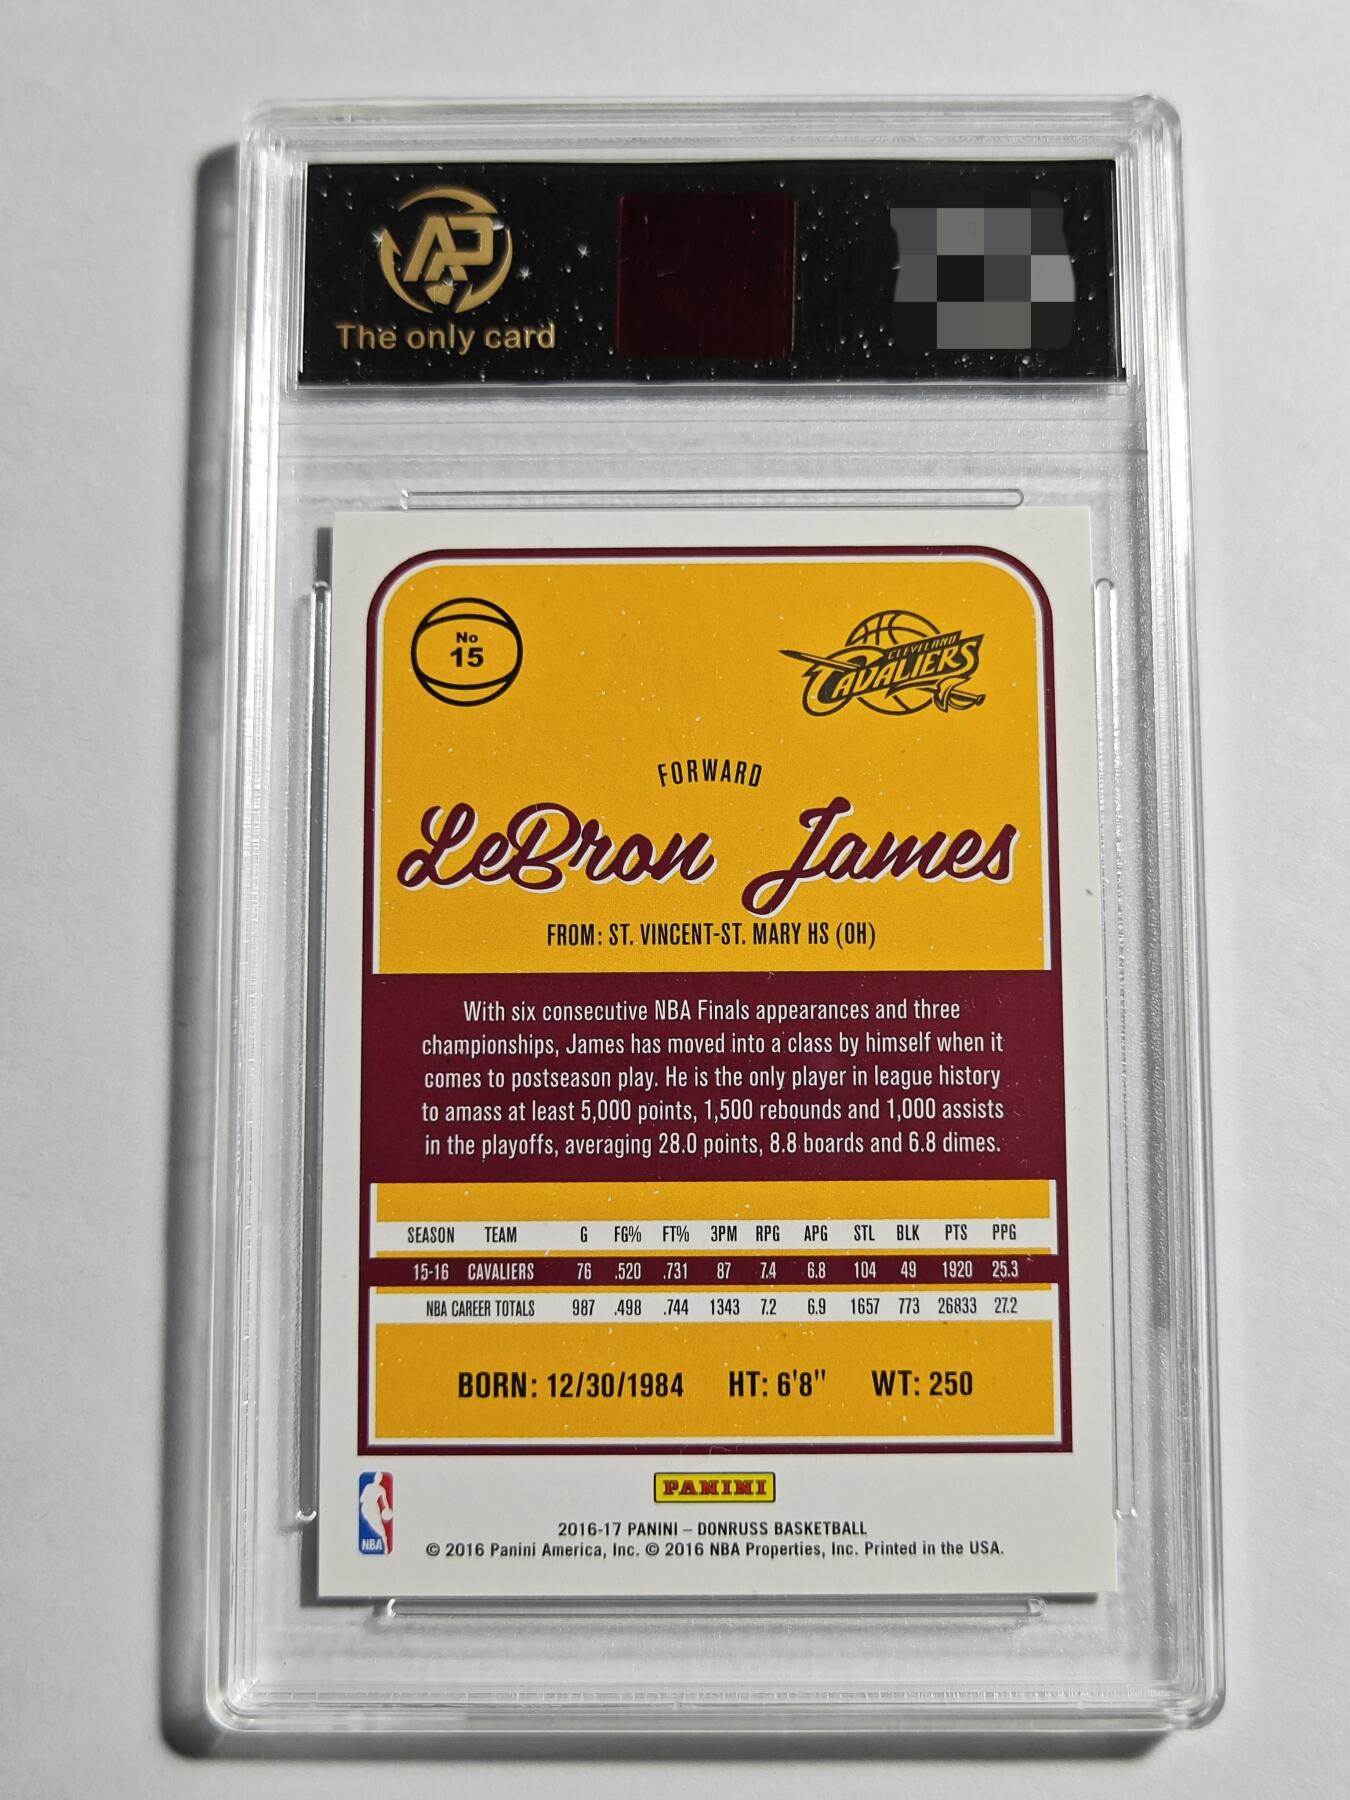 AP
The only card
No
15
CLEVELAND
CAVALIERS
FORWARD
LeBron James
FROM: ST. VINCENT-ST. MARY HS (OH)
With six consecutive NBA Finals appearances and three
championships, James has moved into a class by himself when it
comes to postseason play. He is the only player in league history
to amass at least 5,000 points, 1,500 rebounds and 1,000 assists
in the playoffs, averaging 28.0 points, 8.8 boards and 6.8 dimes.
SEASON TEAM G FG% FT% 3PM RPG APG STL BLK PTS PPG
15-16 CAVALIERS 76 .520 .731 87 7.4 6.8 104 49 1920 25.3
NBA CAREER TOTALS 987 .498 .744 1343 7.2 6.9 1657 773 26833 27.2
BORN: 12/30/1984 HT: 6'8" WT: 250
NBA
PANINI
2016-17 PANINI – DONRUSS BASKETBALL
© 2016 Panini America, Inc. © 2016 NBA Properties, Inc. Printed in the USA.